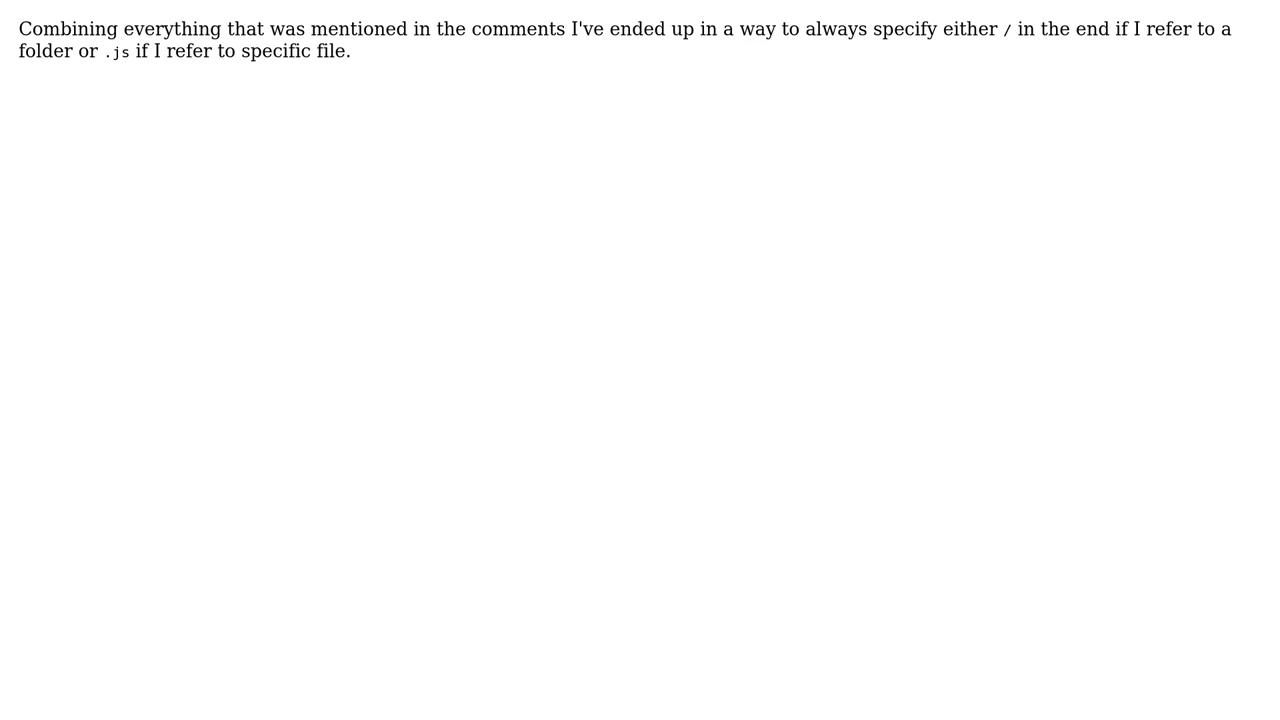 Combining everything that was mentioned in the comments I've ended up in a way to always specify either / in the end if I refer to a
folder or .js if I refer to specific file.